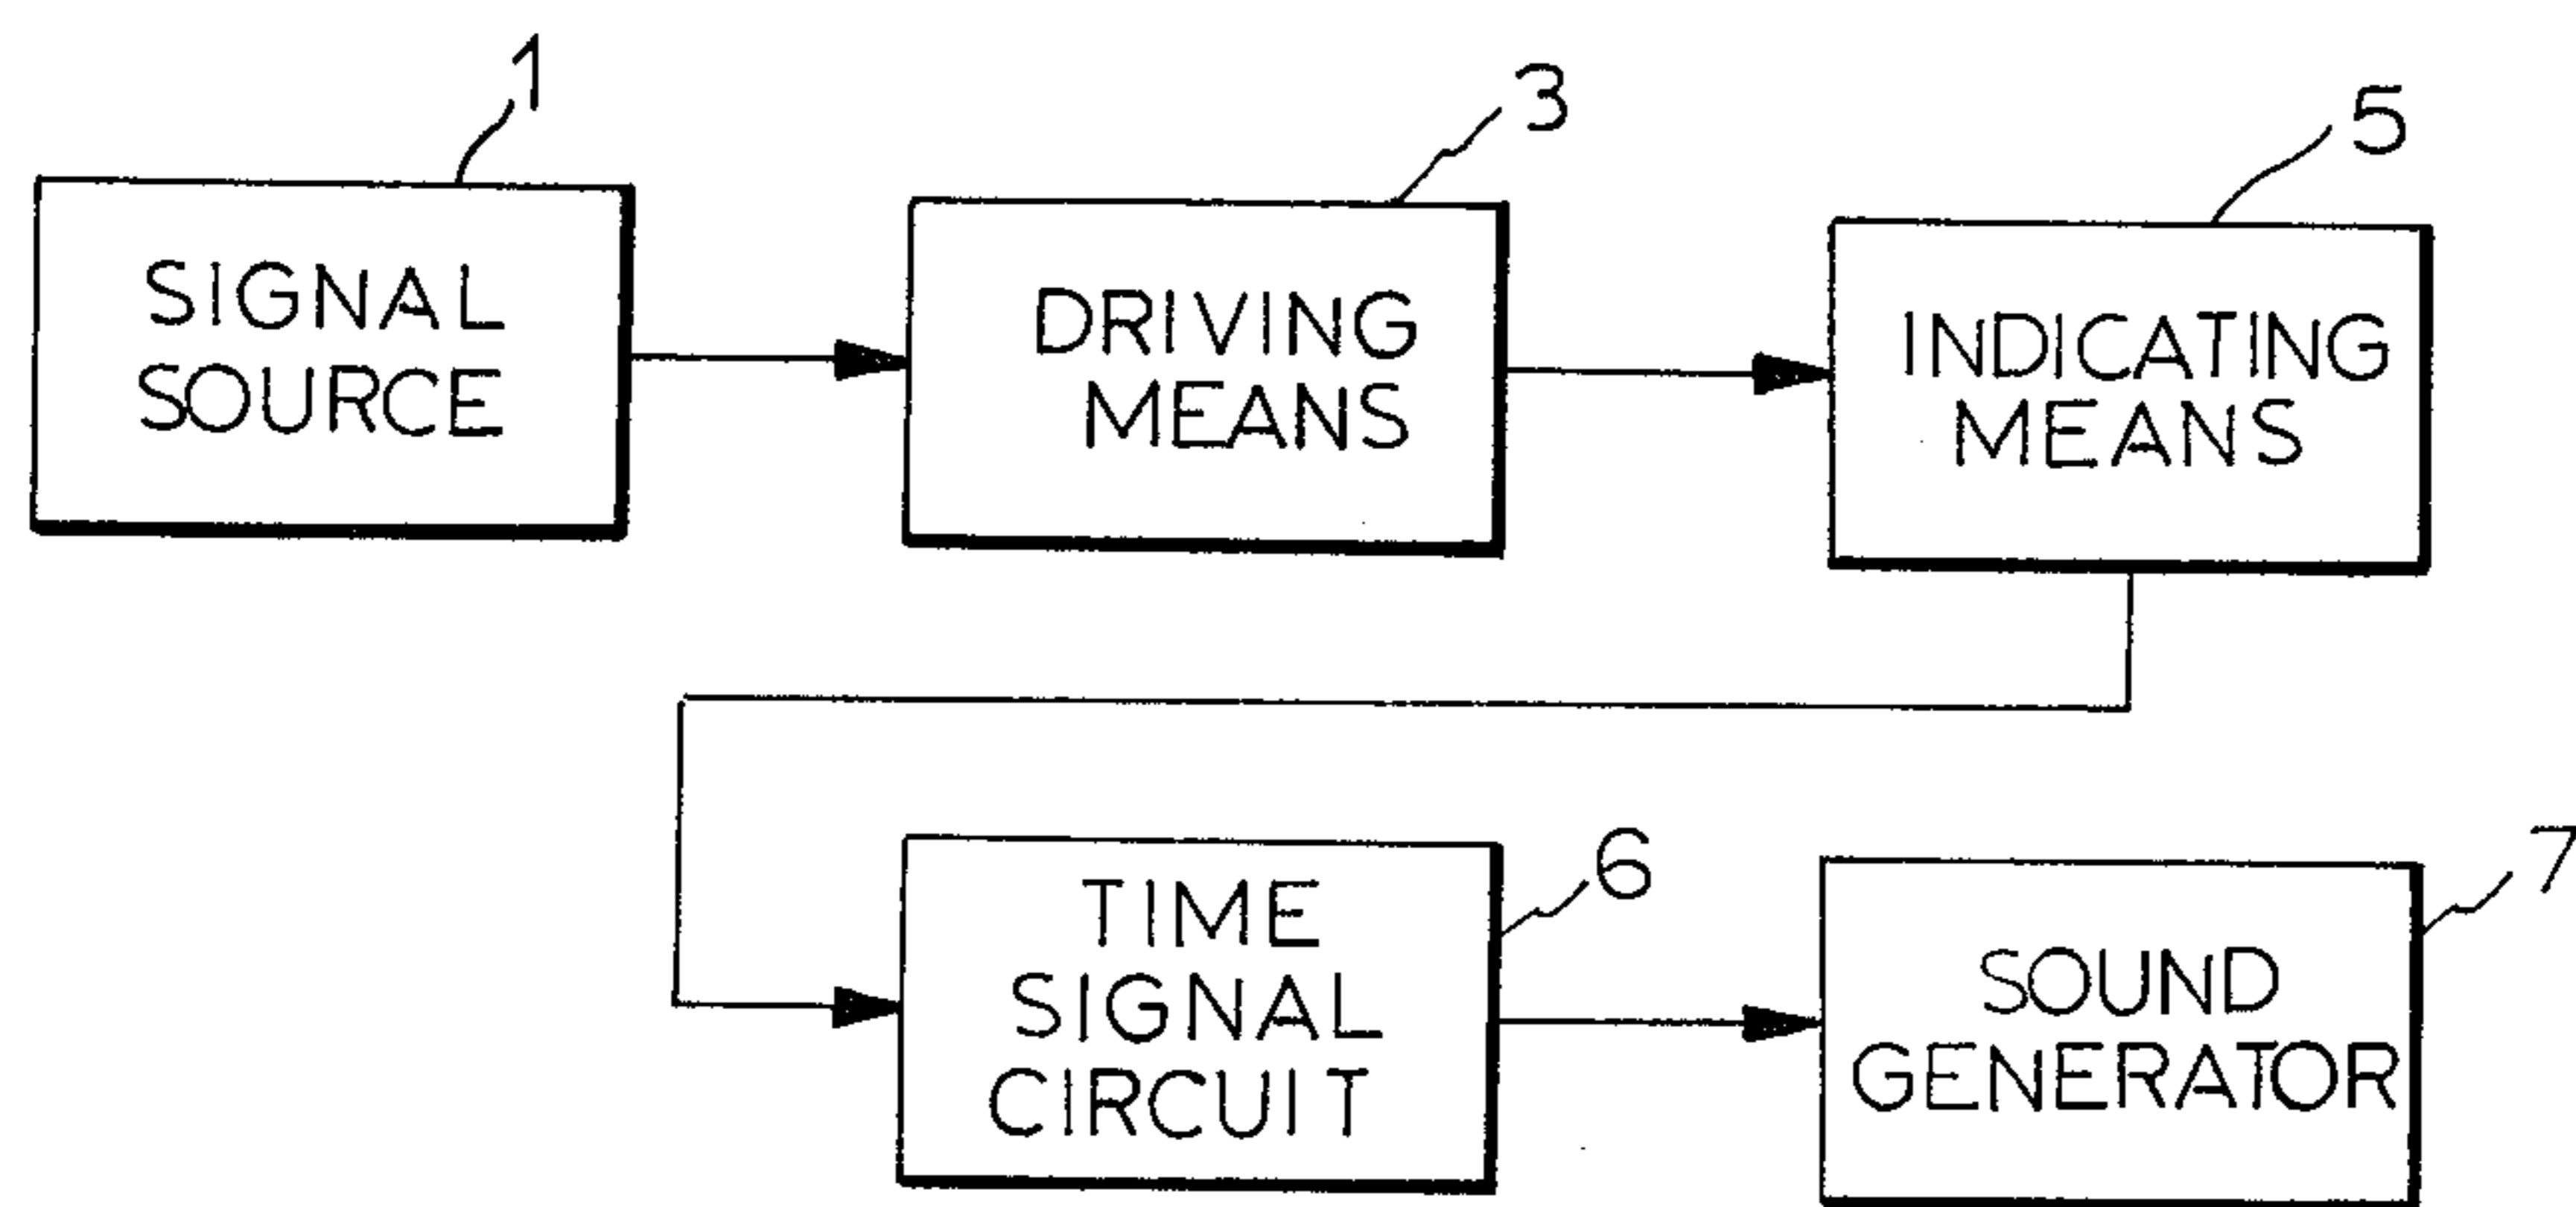 1
3
5
SIGNAL
SOURCE
DRIVING
MEANS
INDICATING
MEANS
6
7
TIME
SIGNAL
CIRCUIT
SOUND
GENERATOR